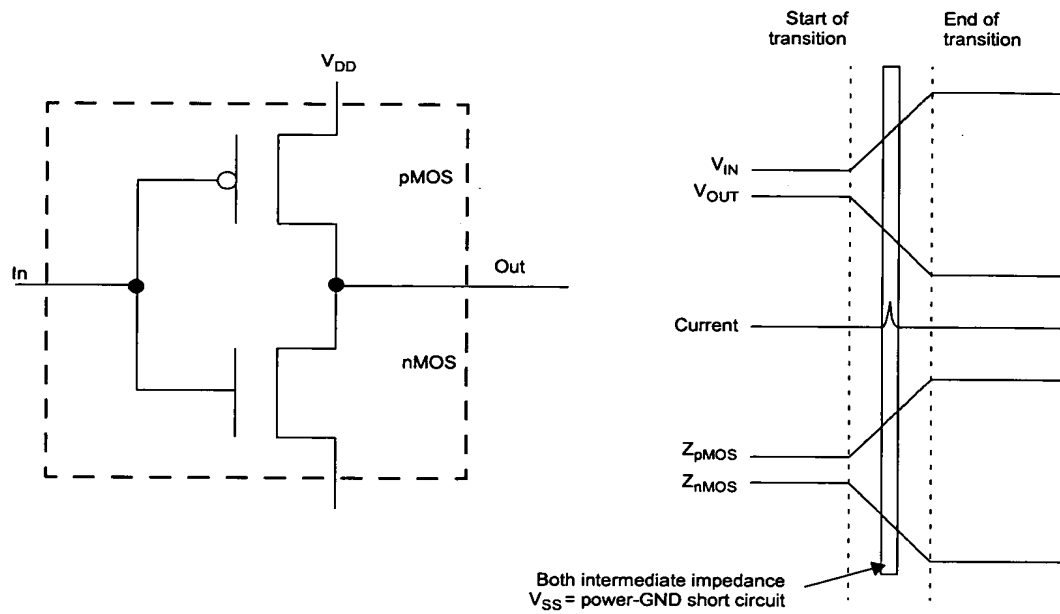 V_DD
pMOS
In
Out
nMOS
Start of
transition
End of
transition
V_IN
V_OUT
Current
Z_pMOS
Z_nMOS
Both intermediate impedance
V_SS = power-GND short circuit